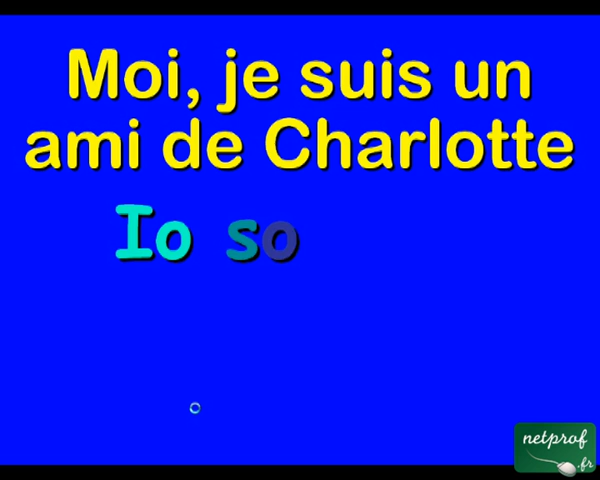 Moi, je suis un
ami de Charlotte
Io so
netprof
.fr